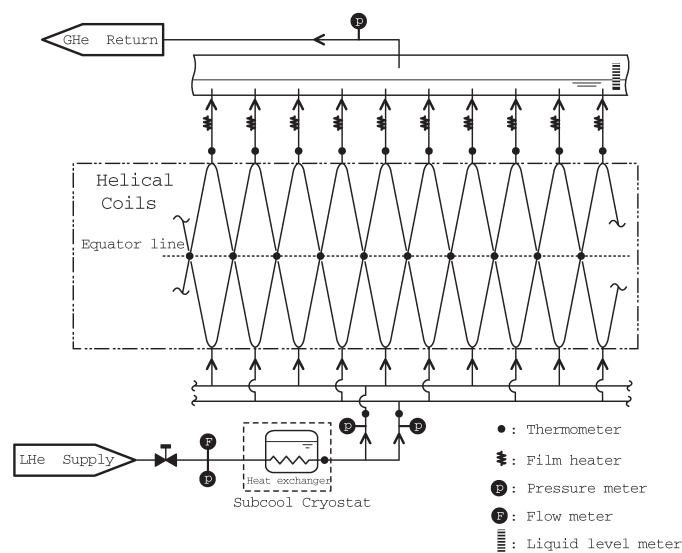 p
GHe Return
Helical
Coils
Equator line
p
p
F
LHe Supply
p
Heat exchanger
Subcool Cryostat
: Thermometer
: Film heater
p : Pressure meter
F : Flow meter
: Liquid level meter